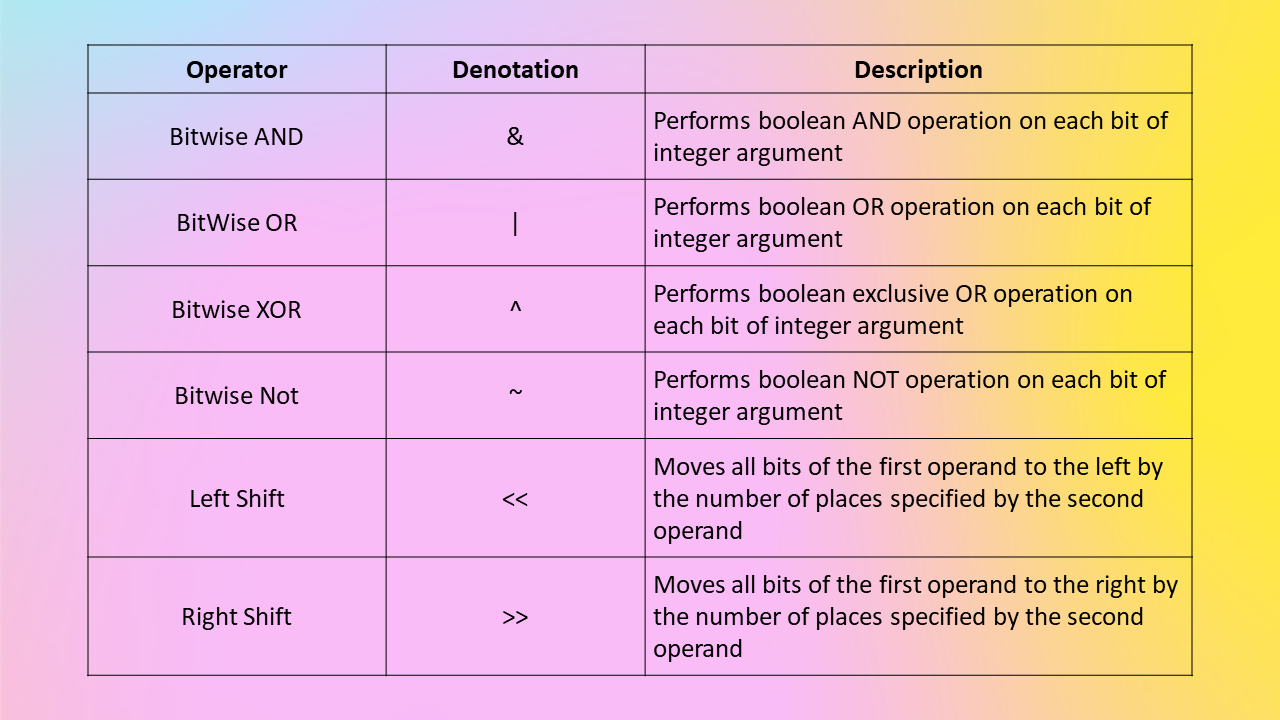 Operator Denotation Description
Bitwise AND & Performs boolean AND operation on each bit of
integer argument
BitWise OR | Performs boolean OR operation on each bit of
integer argument
Bitwise XOR ^ Performs boolean exclusive OR operation on
each bit of integer argument
Bitwise Not ~ Performs boolean NOT operation on each bit of
integer argument
Left Shift << Moves all bits of the first operand to the left by
the number of places specified by the second
operand
Right Shift >> Moves all bits of the first operand to the right by
the number of places specified by the second
operand